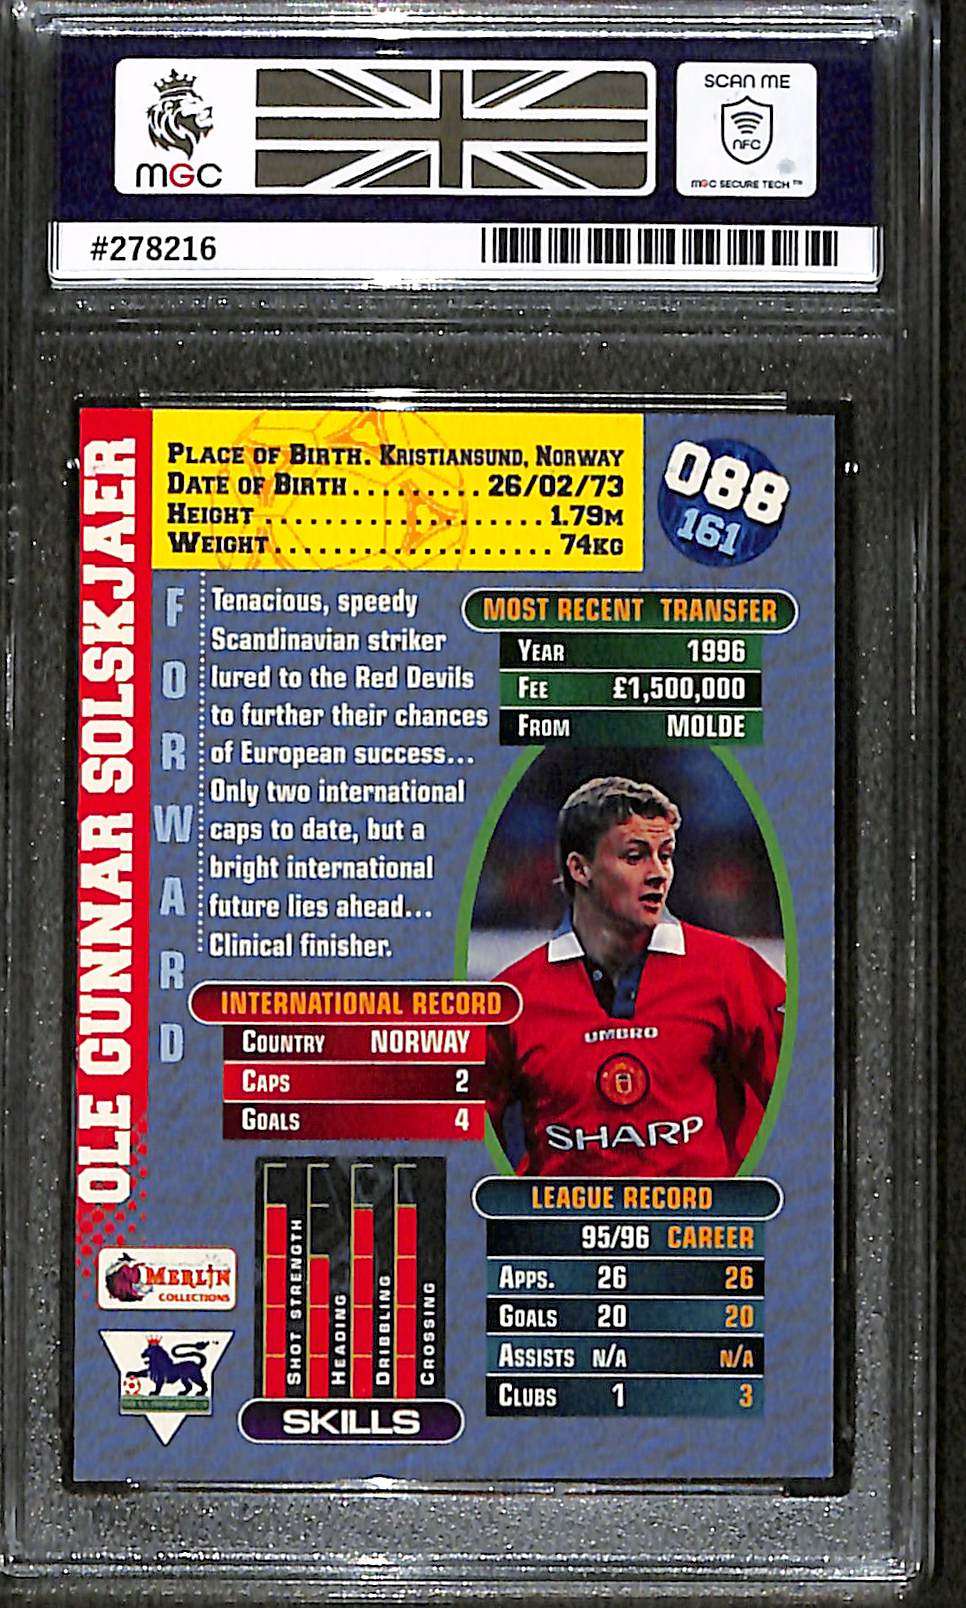 MGC
SCAN ME
NFC
MGC SECURE TECH™
#278216
OLE GUNNAR SOLSKJAER
PLACE OF BIRTH. KRISTIANSUND, NORWAY
DATE OF BIRTH......... 26/02/73
HEIGHT ................... 1.79M
WEIGHT.................... 74KG
088
161
FORWARD
Tenacious, speedy
Scandinavian striker
lured to the Red Devils
to further their chances
of European success...
Only two international
caps to date, but a
bright international
future lies ahead...
Clinical finisher.
MOST RECENT TRANSFER
YEAR 1996
FEE £1,500,000
FROM MOLDE
UMBRO
SHARP
INTERNATIONAL RECORD
COUNTRY NORWAY
CAPS 2
GOALS 4
SHOT STRENGTH
HEADING
DRIBBLING
CROSSING
SKILLS
LEAGUE RECORD
95/96 CAREER
APPS. 26 26
GOALS 20 20
ASSISTS N/A N/A
CLUBS 1 3
MERLIN
COLLECTIONS